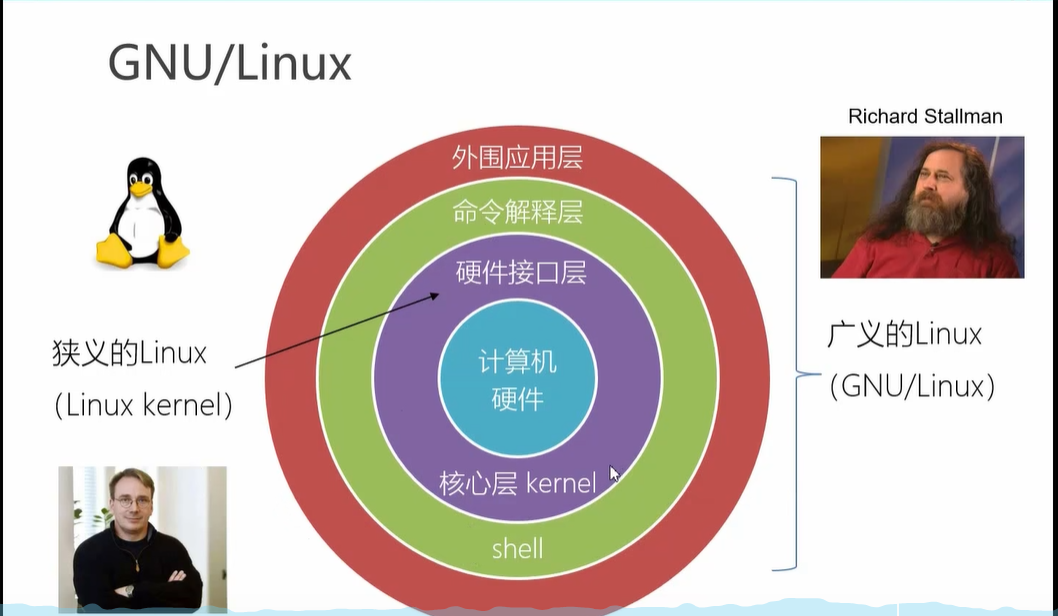 GNU/Linux
Richard Stallman
外围应用层
命令解释层
硬件接口层
计算机
硬件
核心层 kernel
shell
狭义的Linux
(Linux kernel)
广义的Linux
(GNU/Linux)